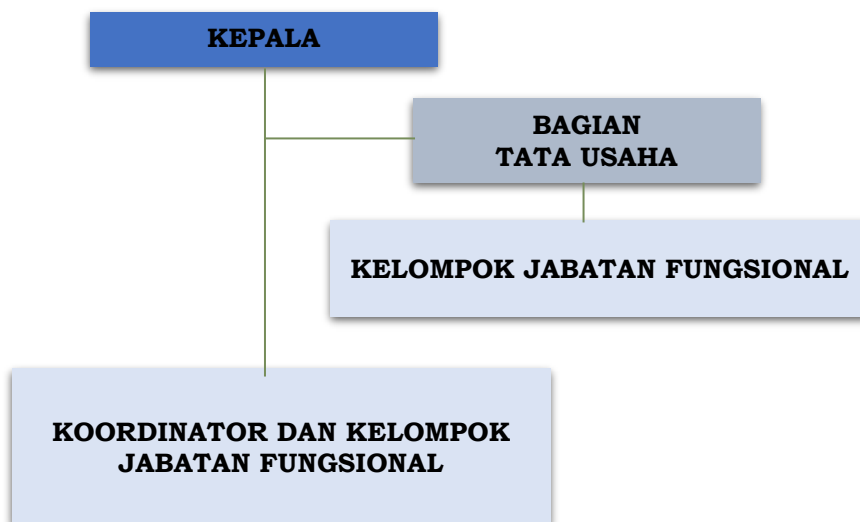 KEPALA
BAGIAN
TATA USAHA
KELOMPOK JABATAN FUNGSIONAL
KOORDINATOR DAN KELOMPOK
JABATAN FUNGSIONAL